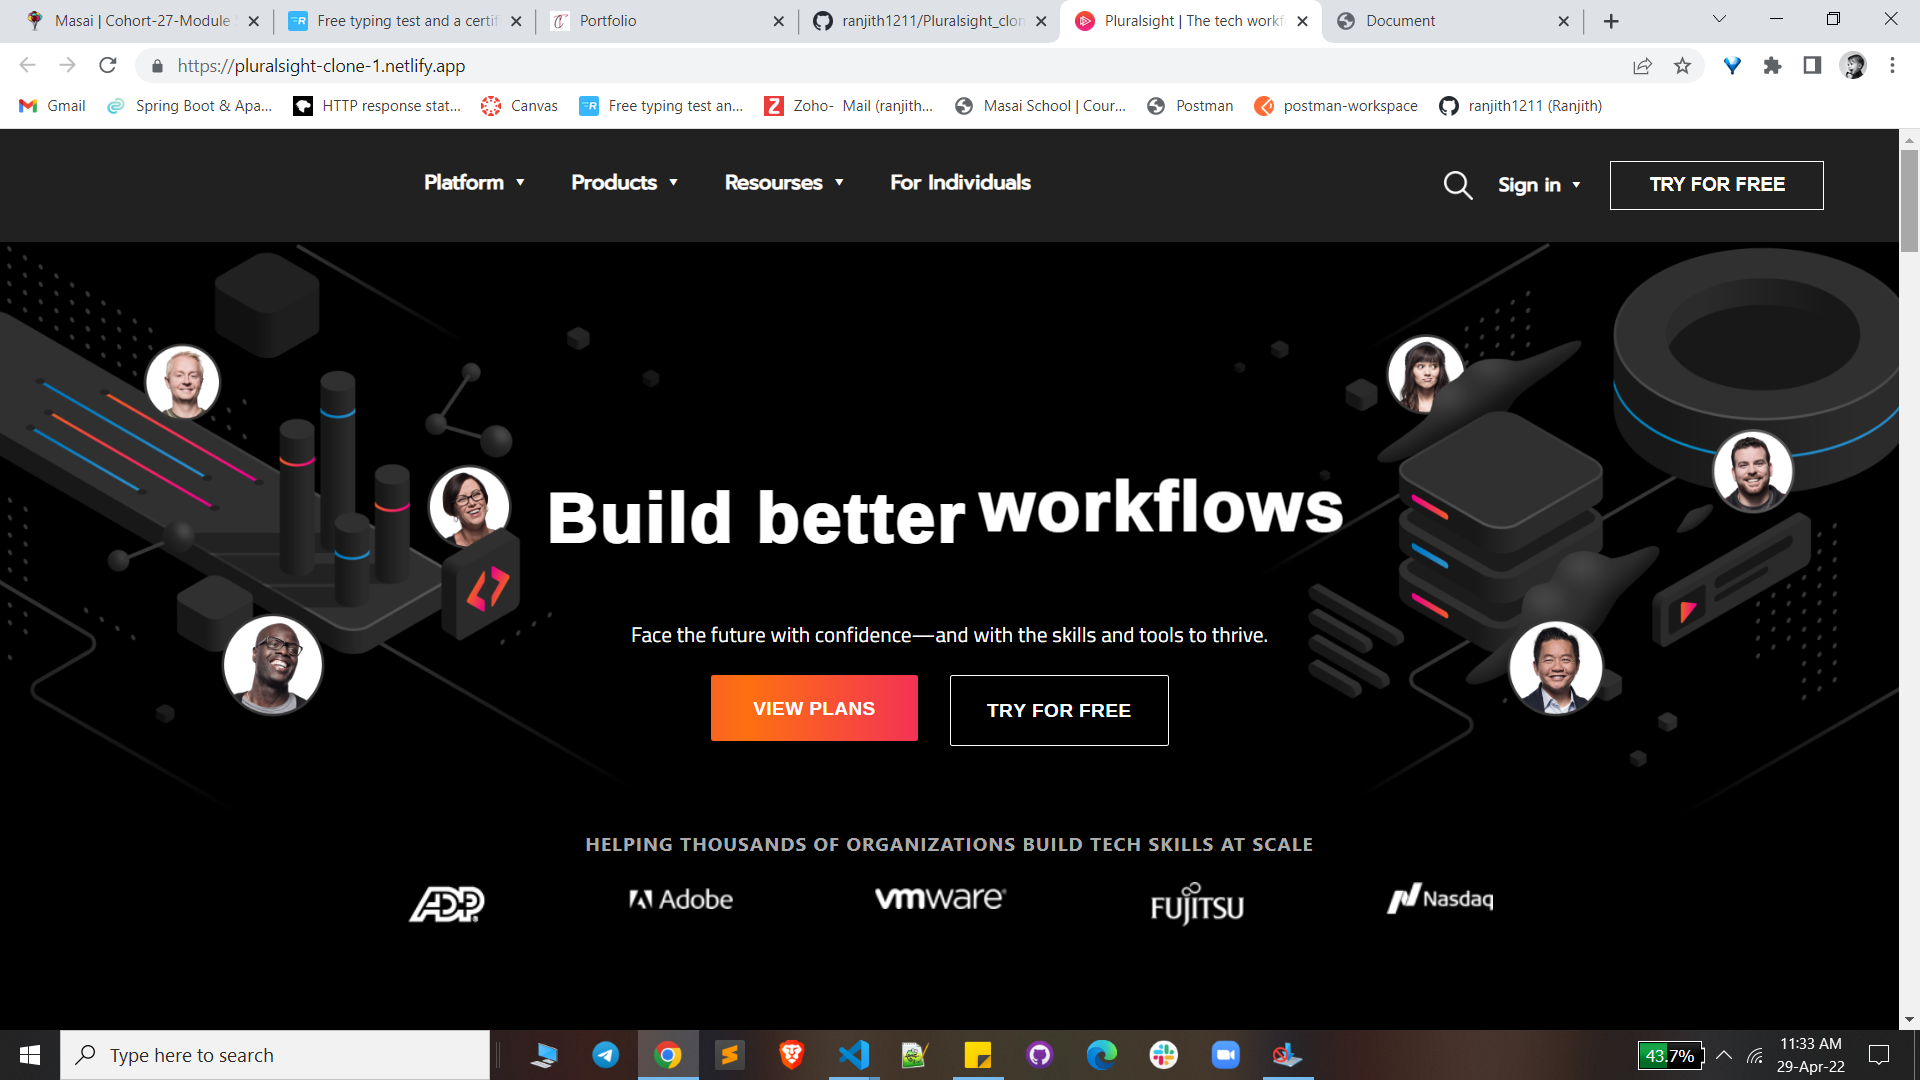 Masai | Cohort-27-Module
Free typing test and a certif
Portfolio
ranjith1211/Pluralsight_clon
Pluralsight | The tech workf
Document
https://pluralsight-clone-1.netlify.app
Gmail
Spring Boot & Apa...
HTTP response stat...
Canvas
Free typing test an...
Zoho- Mail (ranjith...
Masai School | Cour...
Postman
postman-workspace
ranjith1211 (Ranjith)
Platform
Products
Resourses
For Individuals
Sign in
TRY FOR FREE
Build better workflows
Face the future with confidence—and with the skills and tools to thrive.
VIEW PLANS
TRY FOR FREE
HELPING THOUSANDS OF ORGANIZATIONS BUILD TECH SKILLS AT SCALE
ADP
Adobe
vmware
FUJITSU
Nasdaq
Type here to search
43.7%
11:33 AM
29-Apr-22